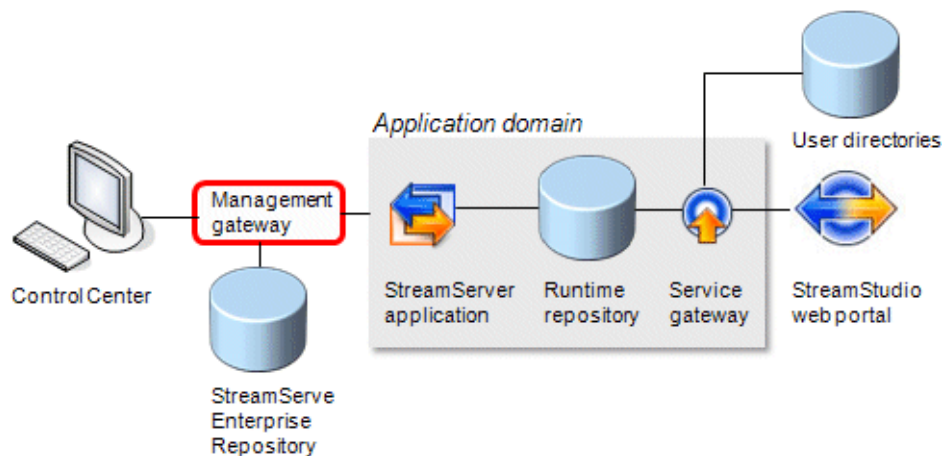 User directories
Application domain
Management
gateway
Control Center
StreamServer
application
Runtime
repository
Service
gateway
StreamStudio
web portal
StreamServe
Enterprise
Repository